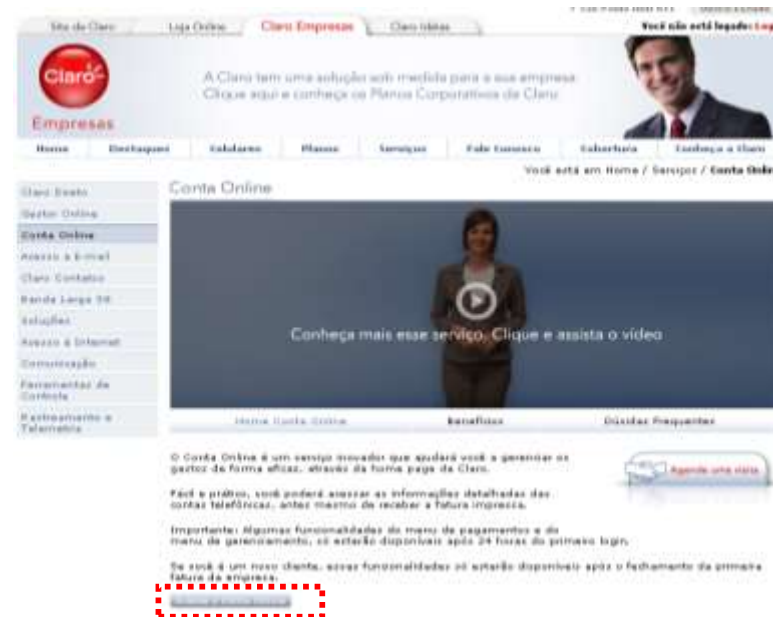 Site da Claro
Loja Online
Claro Empresas
Claro Idéias
Você não está logado:
Claro
Empresas
A Claro tem uma solução sob medida para a sua empresa.
Clique aqui e conheça os Planos Corporativos da Claro
Home
Destaques
Celulares
Planos
Serviços
Fale Conosco
Cobertura
Conheça a Claro
Você está em Home / Serviços / Conta Onlin
Claro Direto
Gestor Online
Conta Online
Acesso a E-mail
Claro Contatos
Banda Larga 3G
Soluções
Acesso a Internet
Comunicação
Ferramentas de
Controle
Rastreamento e
Telemetria
Conta Online
Conheça mais esse serviço. Clique e assista o vídeo
Home Conta Online
Benefícios
Dúvidas Frequentes
O Conta Online é um serviço inovador que ajudará você a gerenciar os
gastos de forma eficaz, através da home page da Claro.
Agende uma visita
Fácil e prático, você poderá acessar as informações detalhadas das
contas telefônicas, antes mesmo de receber a fatura impressa.
Importante: Algumas funcionalidades do menu de pagamentos e do
menu de gerenciamento, só estarão disponíveis após 24 horas do primeiro login.
Se você é um novo cliente, essas funcionalidades só estarão disponíveis após o fechamento da primeira
fatura da empresa.